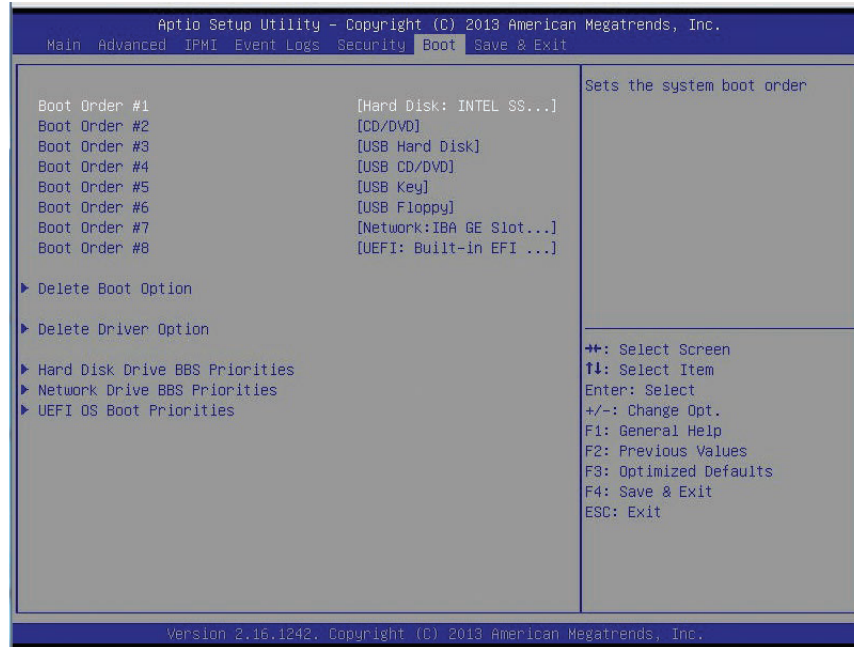 Aptio Setup Utility – Copyright (C) 2013 American Megatrends, Inc.
Main Advanced IPMI Event Logs Security Boot Save & Exit
Sets the system boot order
Boot Order #1 [Hard Disk: INTEL SS...]
Boot Order #2 [CD/DVD]
Boot Order #3 [USB Hard Disk]
Boot Order #4 [USB CD/DVD]
Boot Order #5 [USB Key]
Boot Order #6 [USB Floppy]
Boot Order #7 [Network:IBA GE Slot...]
Boot Order #8 [UEFI: Built-in EFI ...]
▶ Delete Boot Option
▶ Delete Driver Option
▶ Hard Disk Drive BBS Priorities
▶ Network Drive BBS Priorities
▶ UEFI OS Boot Priorities
→←: Select Screen
↑↓: Select Item
Enter: Select
+/-: Change Opt.
F1: General Help
F2: Previous Values
F3: Optimized Defaults
F4: Save & Exit
ESC: Exit
Version 2.16.1242. Copyright (C) 2013 American Megatrends, Inc.